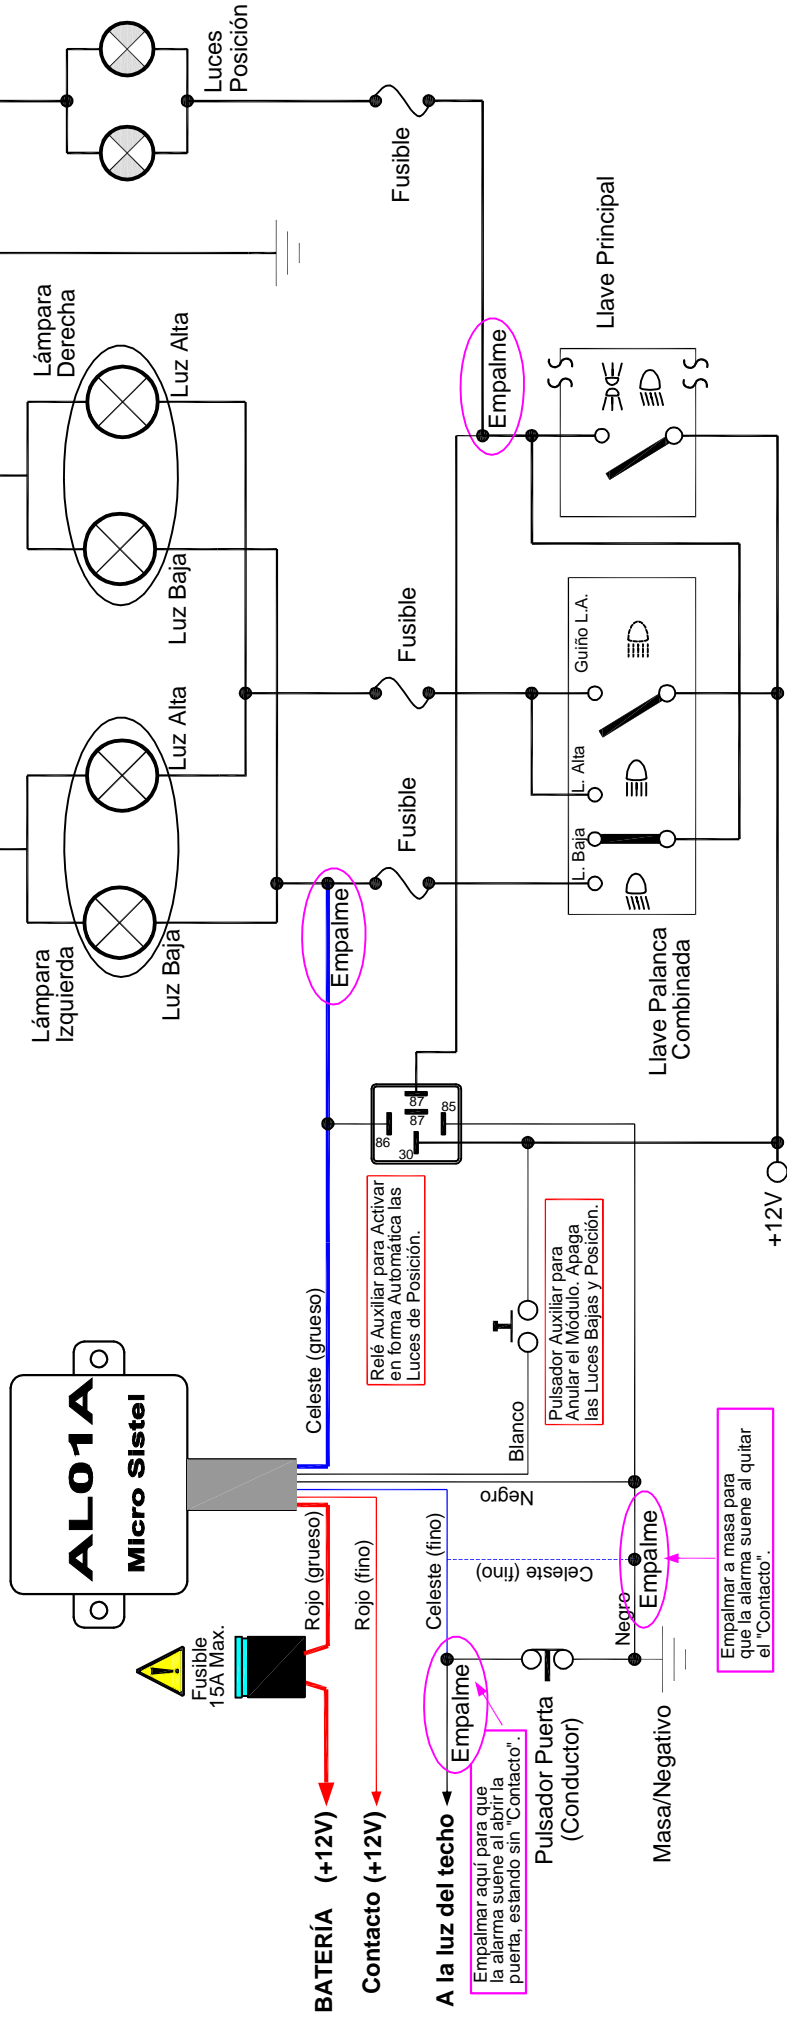 AL01A
Micro Sistel
Fusible
15A Max.
Rojo (grueso)
Rojo (fino)
Celeste (fino)
Celeste (fino)
Negro
Negro
Blanco
Celeste (grueso)
BATERÍA (+12V)
Contacto (+12V)
A la luz del techo
Empalme
Empalmar aquí para que
la alarma suene al abrir la
puerta, estando sin "Contacto".
Pulsador Puerta
(Conductor)
Masa/Negativo
Empalme
Empalmar a masa para
que la alarma suene al quitar
el "Contacto".
Pulsador Auxiliar para
Anular el Módulo. Apaga
las Luces Bajas y Posición.
Relé Auxiliar para Activar
en forma Automática las
Luces de Posición.
86
30
87
87
85
+12V
Empalme
Lámpara
Izquierda
Luz Baja
Luz Alta
Lámpara
Derecha
Luz Baja
Luz Alta
Fusible
Fusible
Fusible
Luces
Posición
L. Baja
L. Alta
Guiño L.A.
Llave Palanca
Combinada
Empalme
Llave Principal